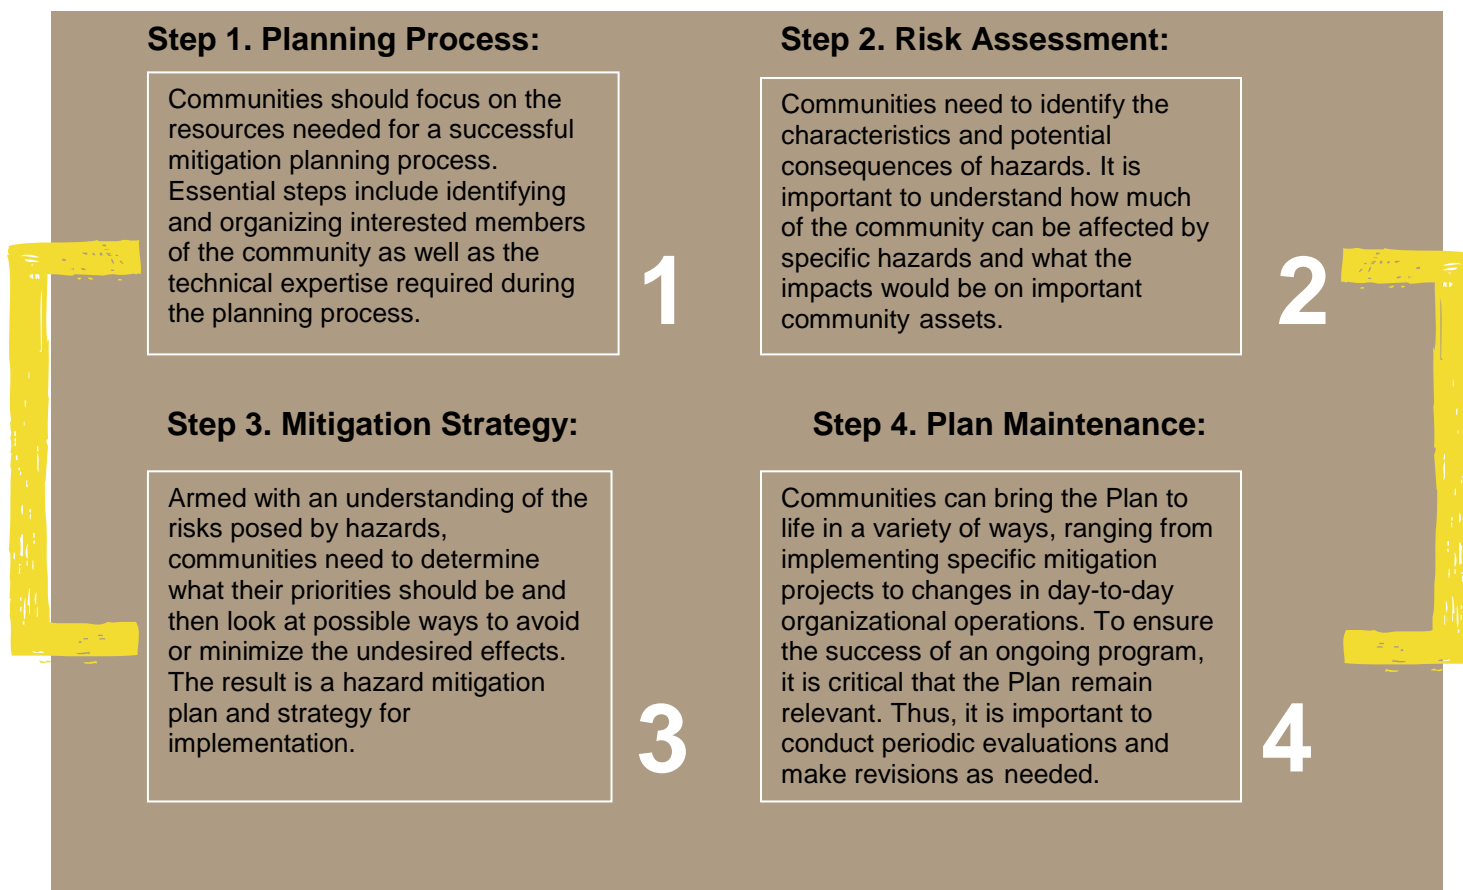 Step 1. Planning Process:
Communities should focus on the
resources needed for a successful
mitigation planning process.
Essential steps include identifying
and organizing interested members
of the community as well as the
technical expertise required during
the planning process.
1
Step 2. Risk Assessment:
Communities need to identify the
characteristics and potential
consequences of hazards. It is
important to understand how much
of the community can be affected by
specific hazards and what the
impacts would be on important
community assets.
2
Step 3. Mitigation Strategy:
Armed with an understanding of the
risks posed by hazards,
communities need to determine
what their priorities should be and
then look at possible ways to avoid
or minimize the undesired effects.
The result is a hazard mitigation
plan and strategy for
implementation.
3
Step 4. Plan Maintenance:
Communities can bring the Plan to
life in a variety of ways, ranging from
implementing specific mitigation
projects to changes in day-to-day
organizational operations. To ensure
the success of an ongoing program,
it is critical that the Plan remain
relevant. Thus, it is important to
conduct periodic evaluations and
make revisions as needed.
4